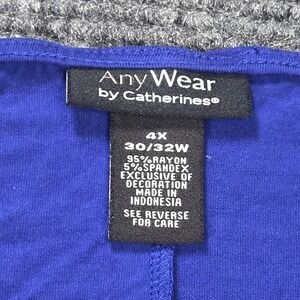 AnyWear
by Catherines®
4X
30/32W
95%RAYON
5%SPANDEX
EXCLUSIVE OF
DECORATION
MADE IN
INDONESIA
SEE REVERSE
FOR CARE